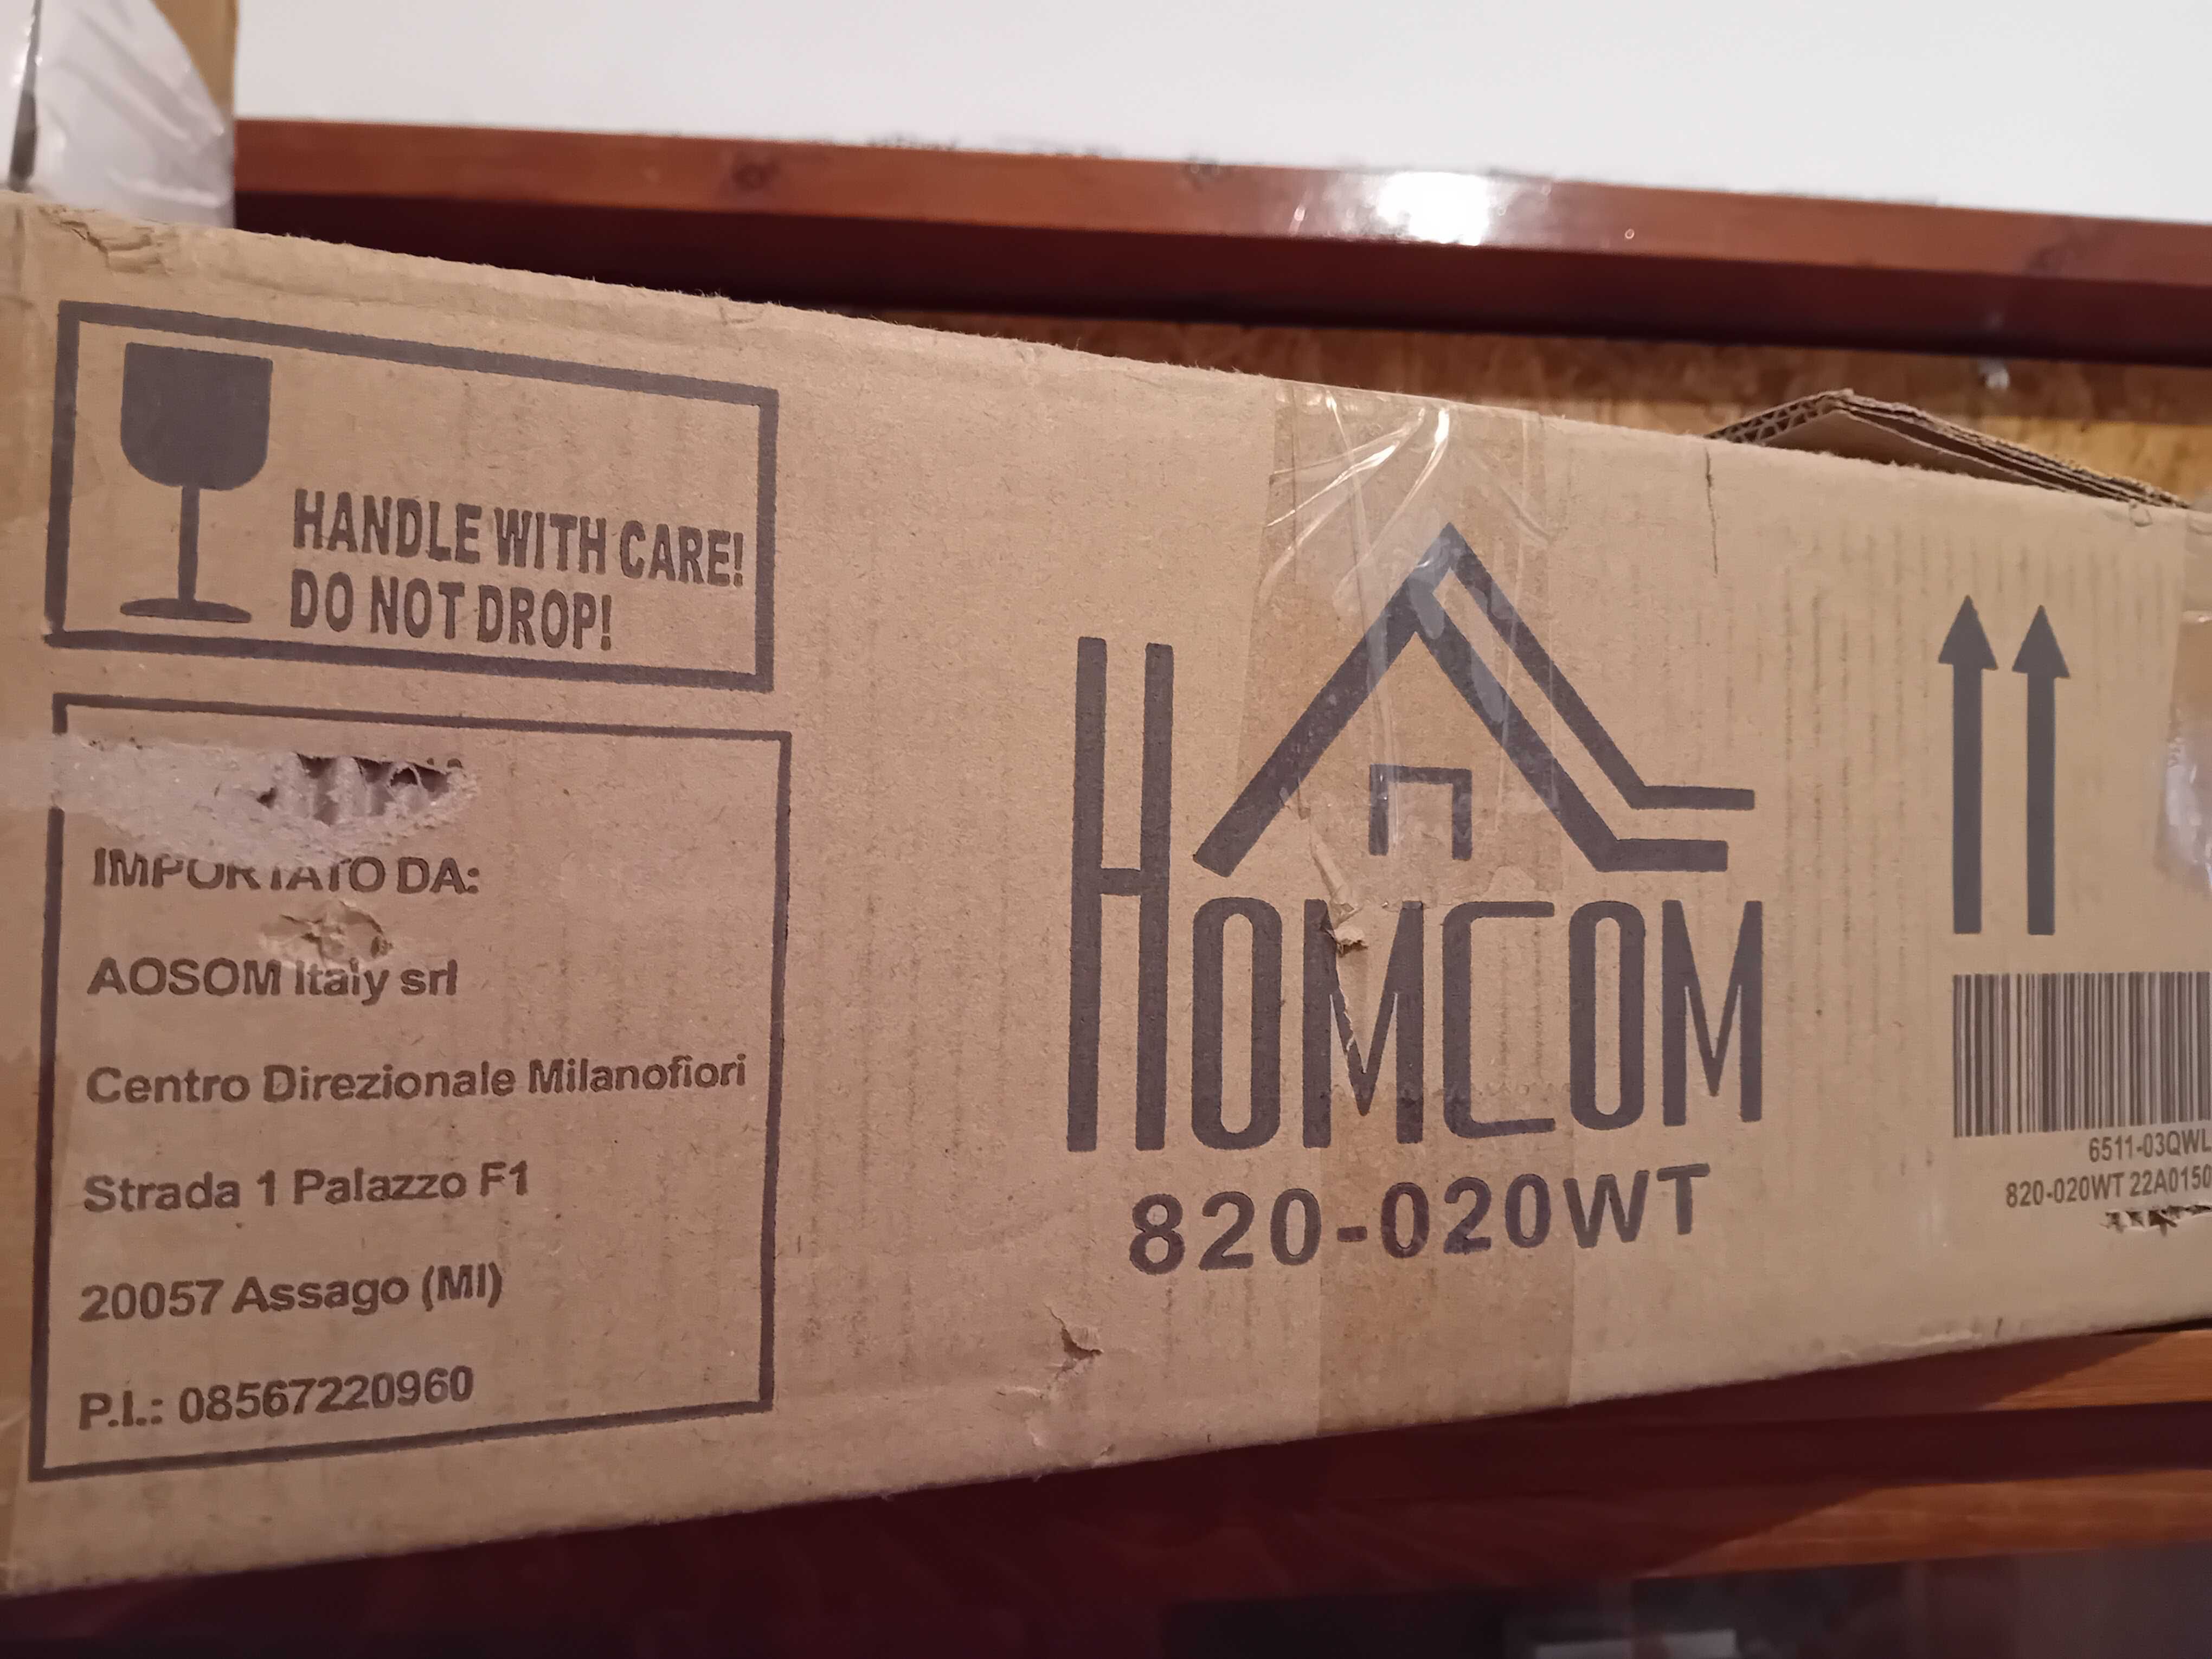 HANDLE WITH CARE!
DO NOT DROP!
IMPORTATO DA:
AOSOM Italy srl
Centro Direzionale Milanofiori
Strada 1 Palazzo F1
20057 Assago (MI)
P.I.: 08567220960
HOMCOM
820-020WT
6511-03QWL
820-020WT 22A0150